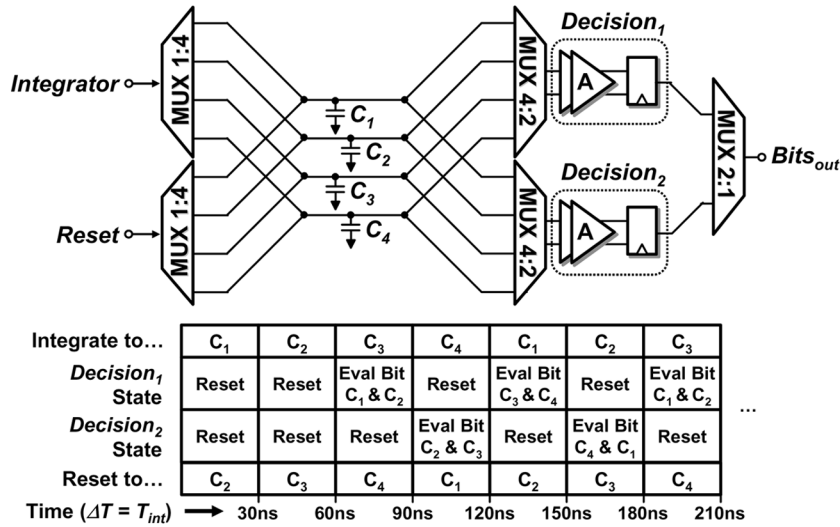 Decision1
MUX 1:4
MUX 4:2
A
Integrator
C1
MUX 2:1
C2
Bitsout
C3
Decision2
MUX 1:4
C4
MUX 4:2
A
Reset
Integrate to… C1 C2 C3 C4 C1 C2 C3
Decision1 State Reset Reset Eval Bit C1 & C2 Reset Eval Bit C3 & C4 Reset Eval Bit C1 & C2
...
Decision2 State Reset Reset Reset Eval Bit C2 & C3 Reset Eval Bit C4 & C1 Reset
Reset to… C2 C3 C4 C1 C2 C3 C4
Time (ΔT = Tint) 30ns 60ns 90ns 120ns 150ns 180ns 210ns